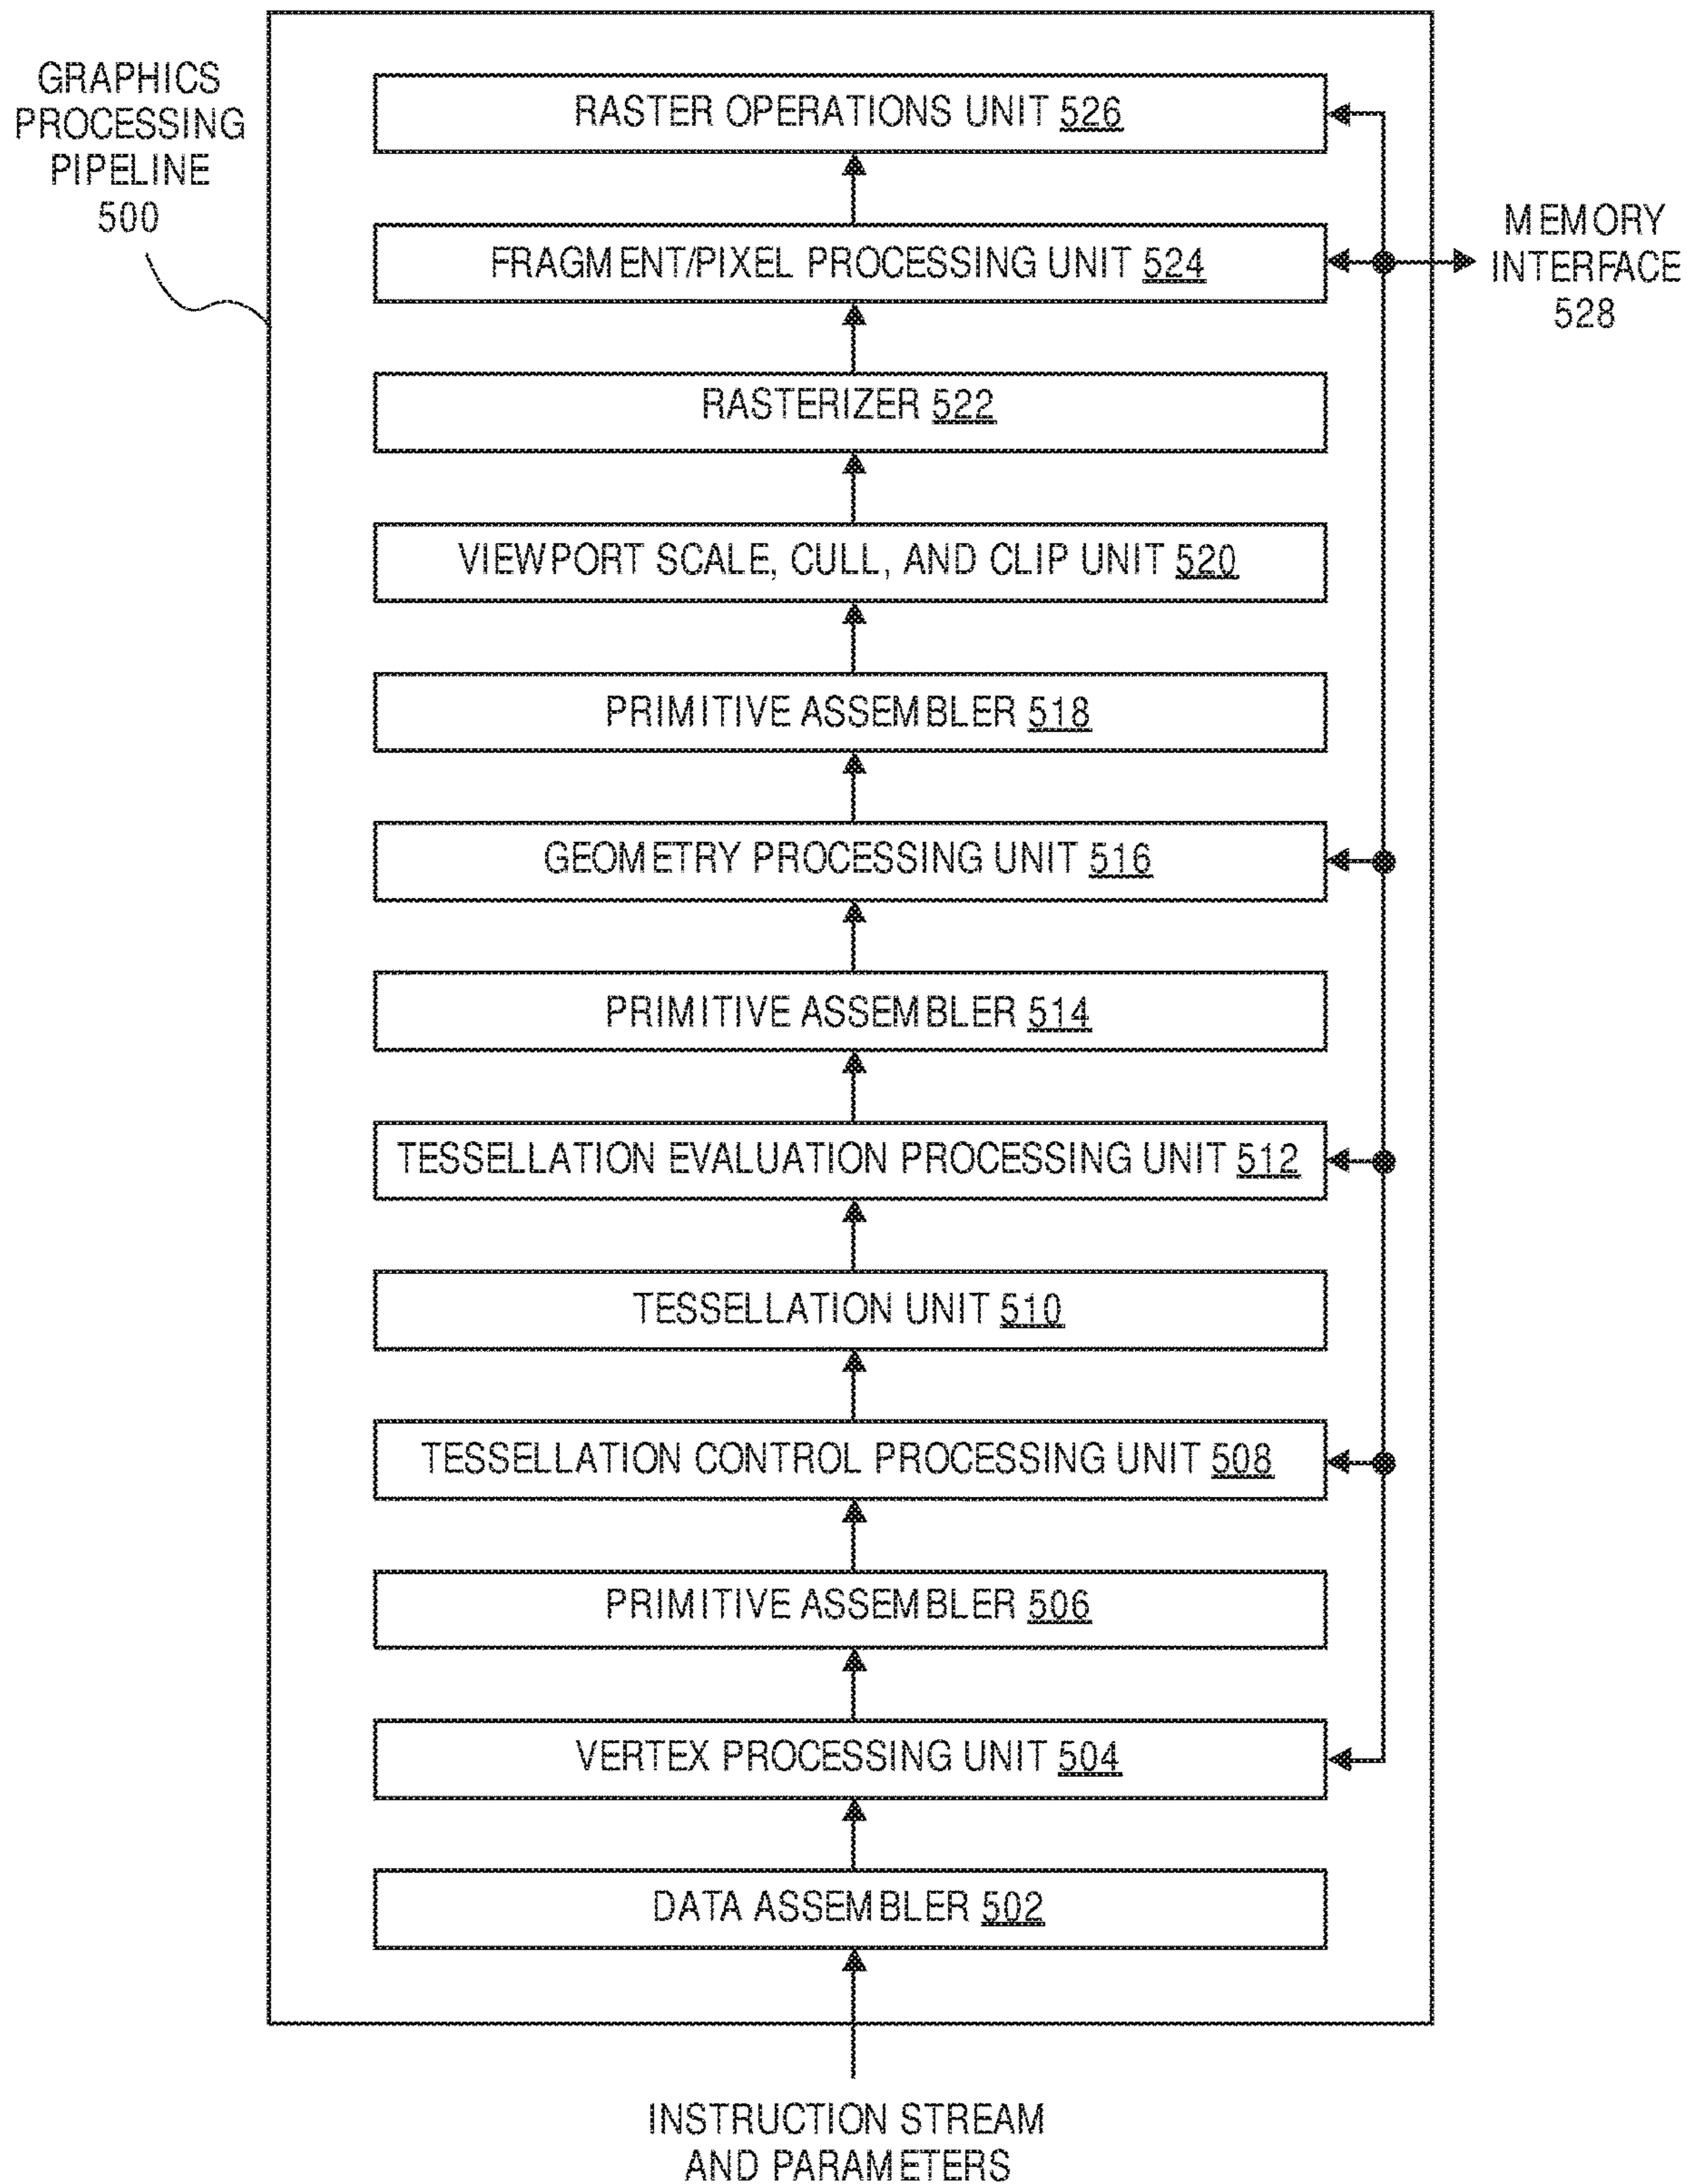 GRAPHICS
PROCESSING
PIPELINE
500
RASTER OPERATIONS UNIT 526
FRAGMENT/PIXEL PROCESSING UNIT 524
MEMORY
INTERFACE
528
RASTERIZER 522
VIEWPORT SCALE, CULL, AND CLIP UNIT 520
PRIMITIVE ASSEMBLER 518
GEOMETRY PROCESSING UNIT 516
PRIMITIVE ASSEMBLER 514
TESSELLATION EVALUATION PROCESSING UNIT 512
TESSELLATION UNIT 510
TESSELLATION CONTROL PROCESSING UNIT 508
PRIMITIVE ASSEMBLER 506
VERTEX PROCESSING UNIT 504
DATA ASSEMBLER 502
INSTRUCTION STREAM
AND PARAMETERS